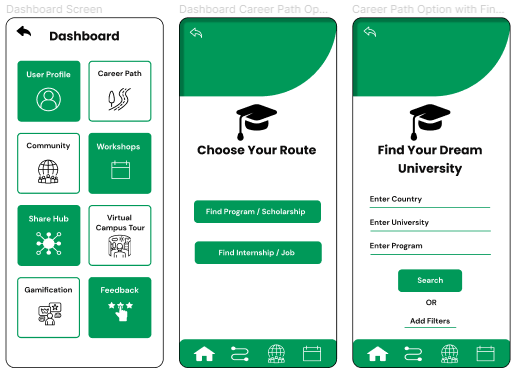 Dashboard Screen
Dashboard
User Profile
Career Path
Community
Workshops
Share Hub
Virtual
Campus Tour
Gamification
Feedback
Dashboard Career Path Op...
Choose Your Route
Find Program / Scholarship
Find Internship / Job
Career Path Option with Fin...
Find Your Dream
University
Enter Country
Enter University
Enter Program
Search
OR
Add Filters